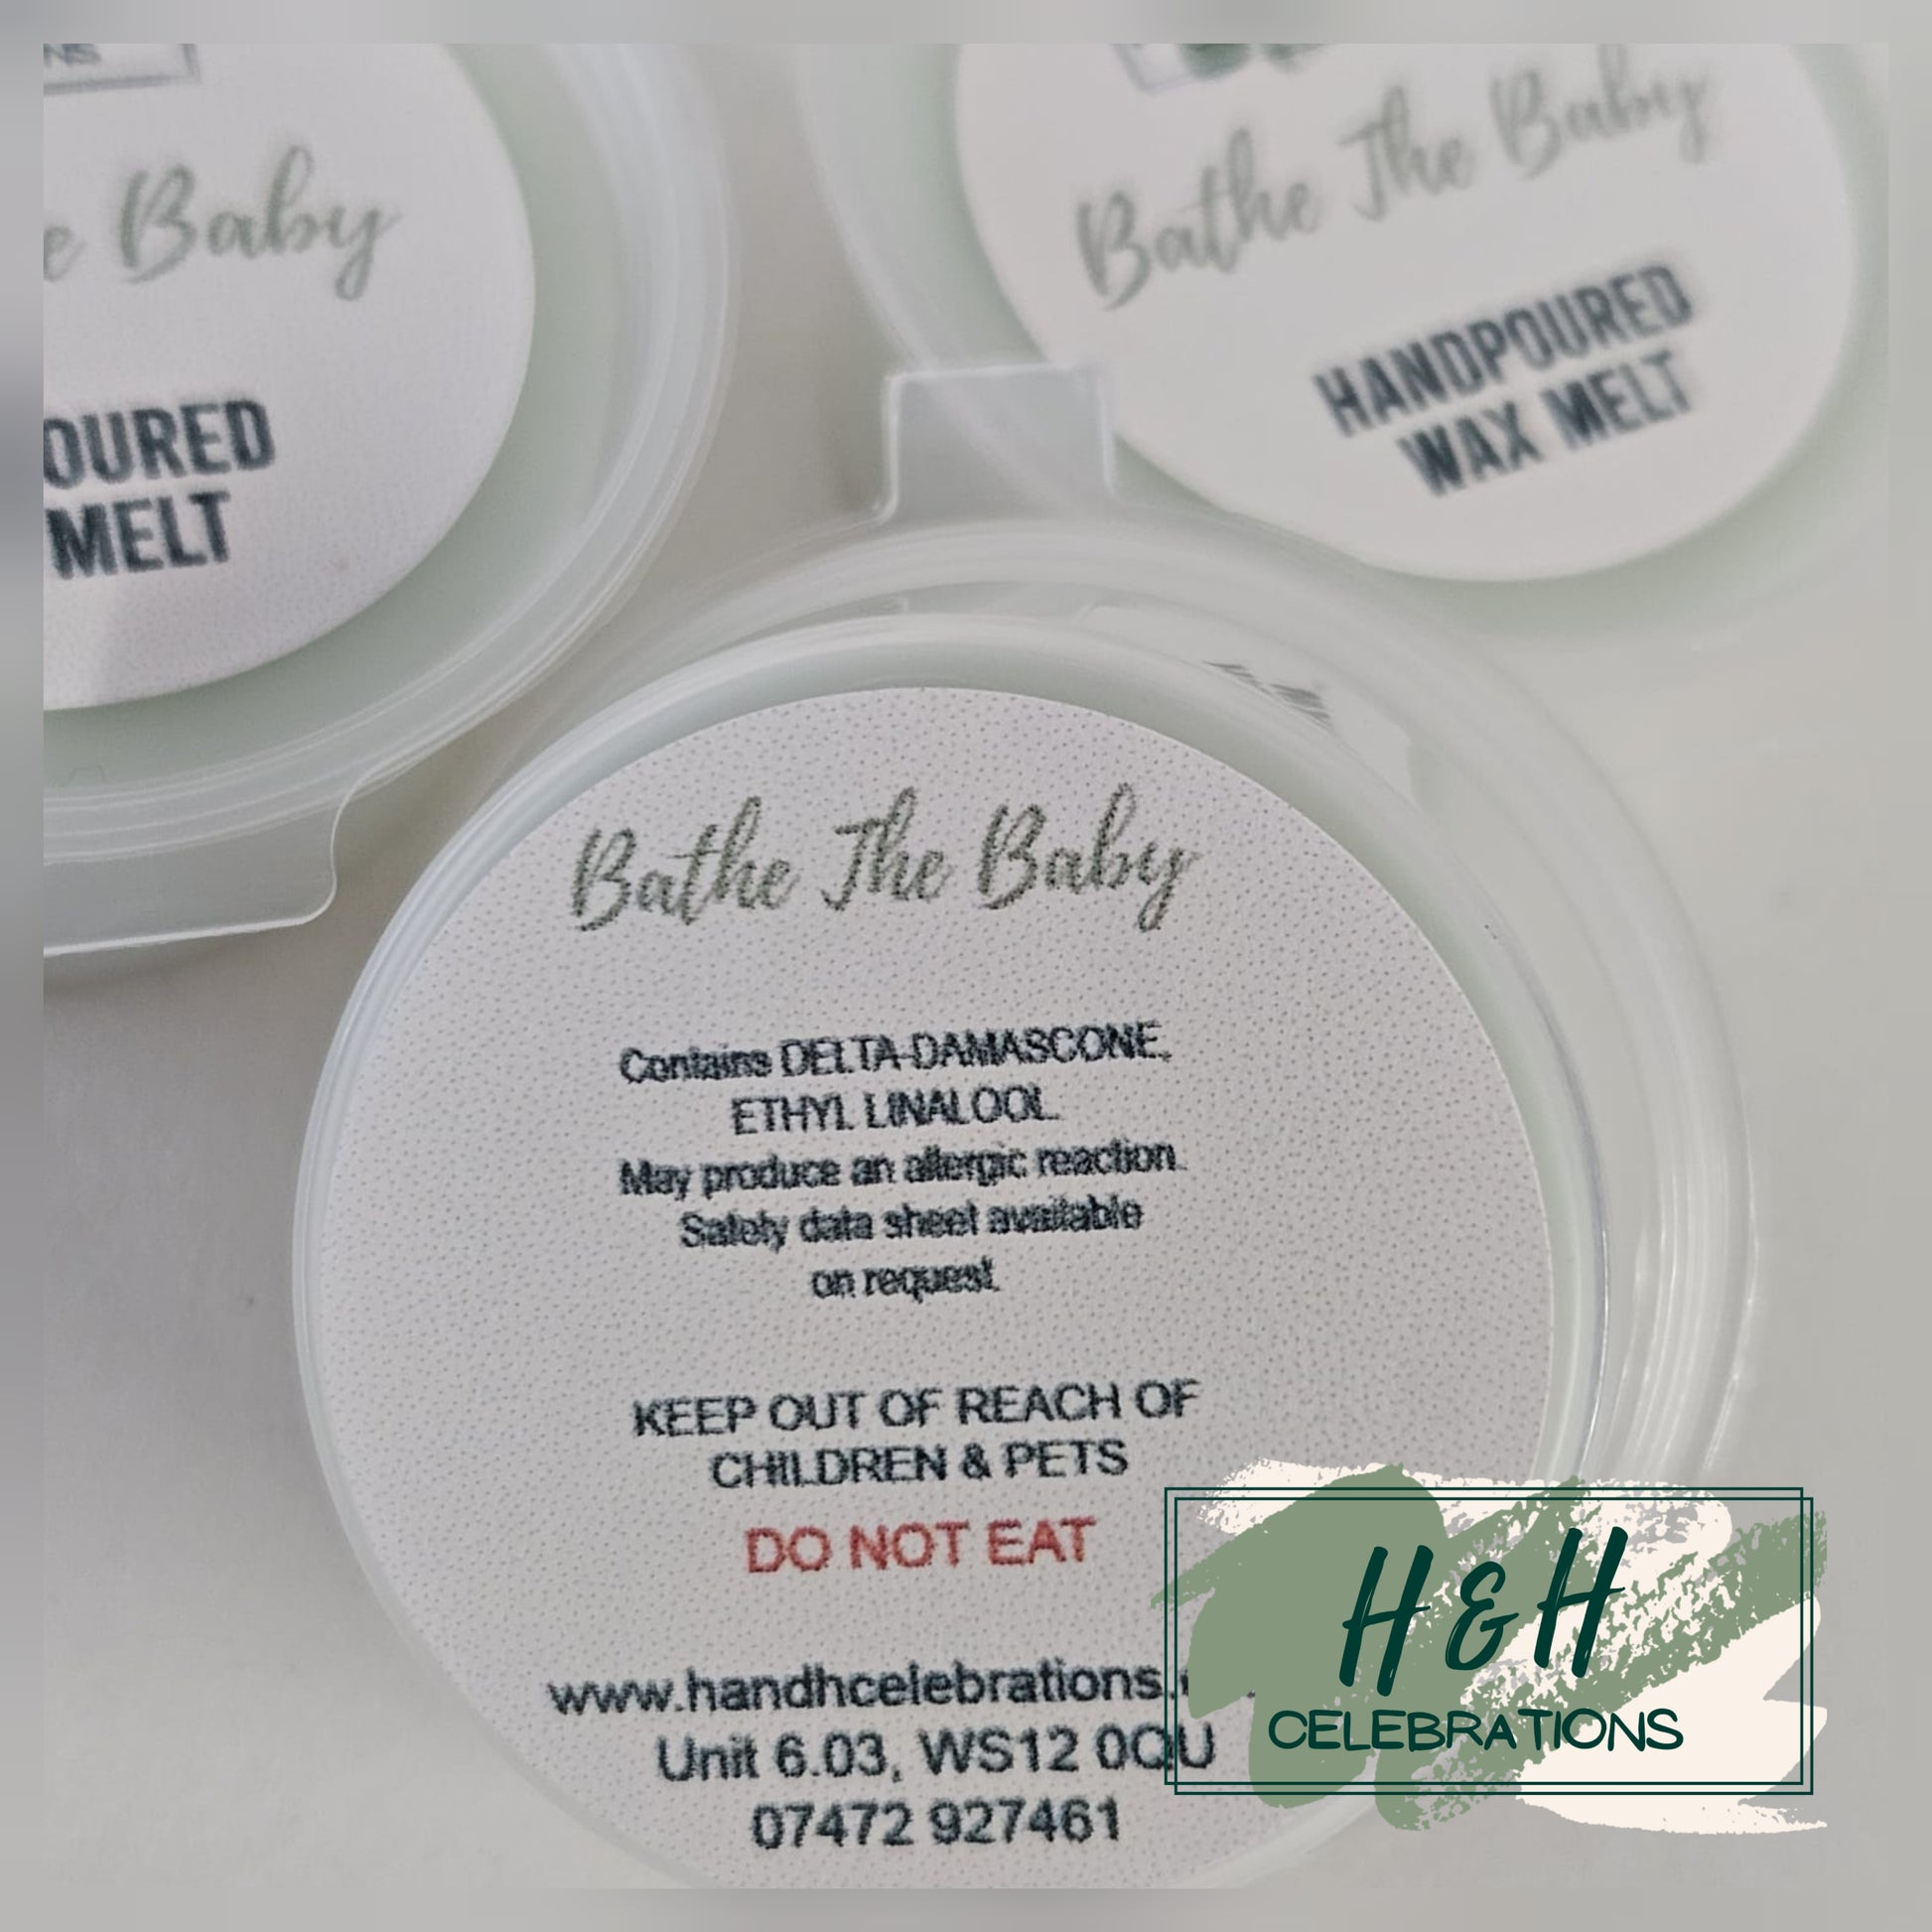 NS
e Baby
OURED
MELT
Bathe The Baby
HANDPOURED
WAX MELT
Bathe The Baby
Contains DELTA-DAMASCONE,
ETHYL LINALOOL.
May produce an allergic reaction.
Safety data sheet available
on request.
KEEP OUT OF REACH OF
CHILDREN & PETS
DO NOT EAT
www.handhcelebrations.
Unit 6.03, WS12 0QU
07472 927461
H & H
CELEBRATIONS